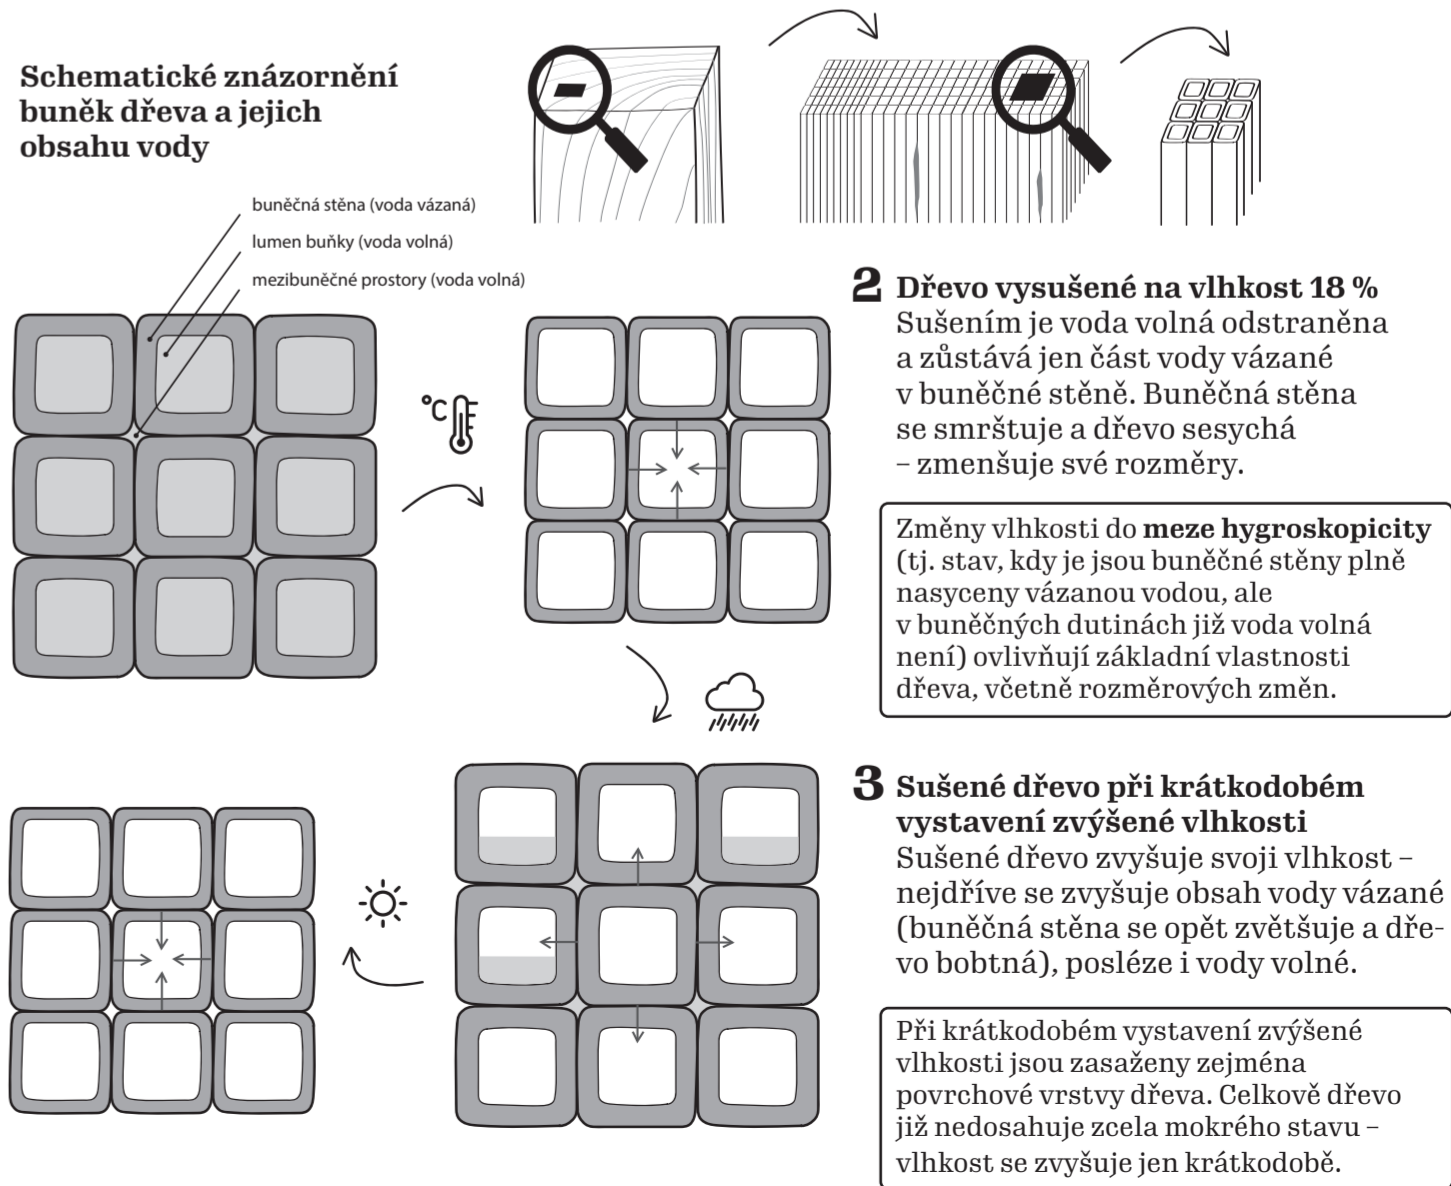 Schematické znázornění
buněk dřeva a jejich
obsahu vody
buněčná stěna (voda vázaná)
lumen buňky (voda volná)
mezibuněčné prostory (voda volná)
°C
2 Dřevo vysušené na vlhkost 18 %
Sušením je voda volná odstraněna
a zůstává jen část vody vázané
v buněčné stěně. Buněčná stěna
se smrštuje a dřevo sesychá
– zmenšuje své rozměry.
Změny vlhkosti do meze hygroskopicity
(tj. stav, kdy je jsou buněčné stěny plně
nasyceny vázanou vodou, ale
v buněčných dutinách již voda volná
není) ovlivňují základní vlastnosti
dřeva, včetně rozměrových změn.
3 Sušené dřevo při krátkodobém
vystavení zvýšené vlhkosti
Sušené dřevo zvyšuje svoji vlhkost –
nejdříve se zvyšuje obsah vody vázané
(buněčná stěna se opět zvětšuje a dře-
vo bobtná), posléze i vody volné.
Při krátkodobém vystavení zvýšené
vlhkosti jsou zasaženy zejména
povrchové vrstvy dřeva. Celkově dřevo
již nedosahuje zcela mokrého stavu –
vlhkost se zvyšuje jen krátkodobě.